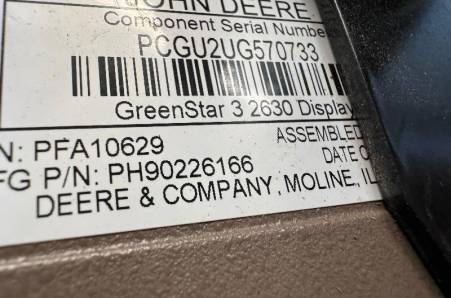 JOHN DEERE
Component Serial Number
PCGU2UG570733
GreenStar 3 2630 Display
N: PFA10629
ASSEMBLED
FG P/N: PH90226166
DATE O
DEERE & COMPANY, MOLINE, IL